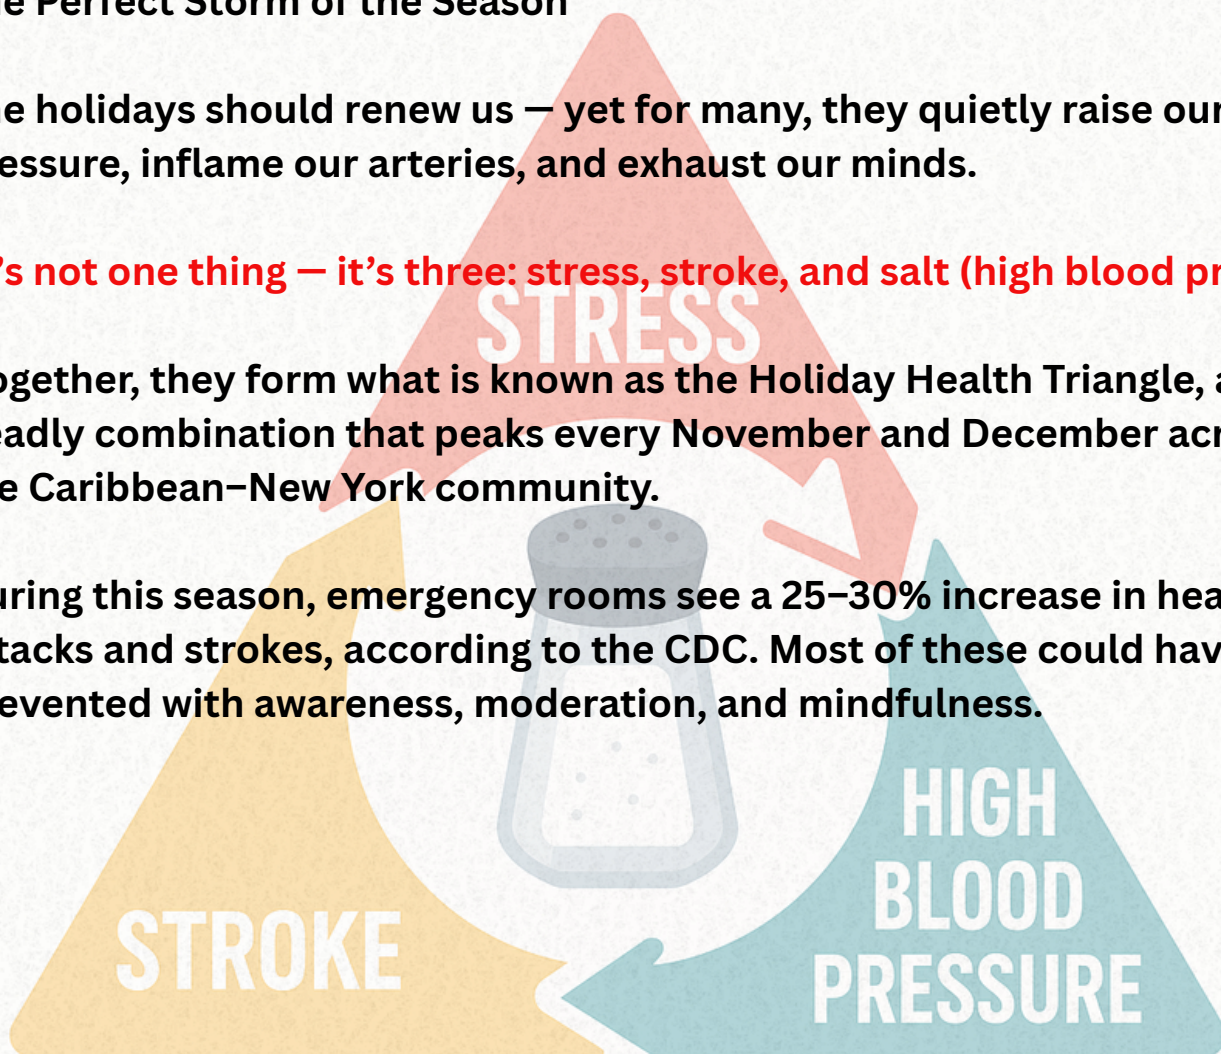 e Perfect Storm of the Season
e holidays should renew us — yet for many, they quietly raise our
essure, inflame our arteries, and exhaust our minds.
's not one thing — it's three: stress, stroke, and salt (high blood pr
STRESS
ogether, they form what is known as the Holiday Health Triangle, a
eadly combination that peaks every November and December acr
e Caribbean–New York community.
uring this season, emergency rooms see a 25–30% increase in hea
tacks and strokes, according to the CDC. Most of these could hav
evented with awareness, moderation, and mindfulness.
HIGH
BLOOD
PRESSURE
STROKE